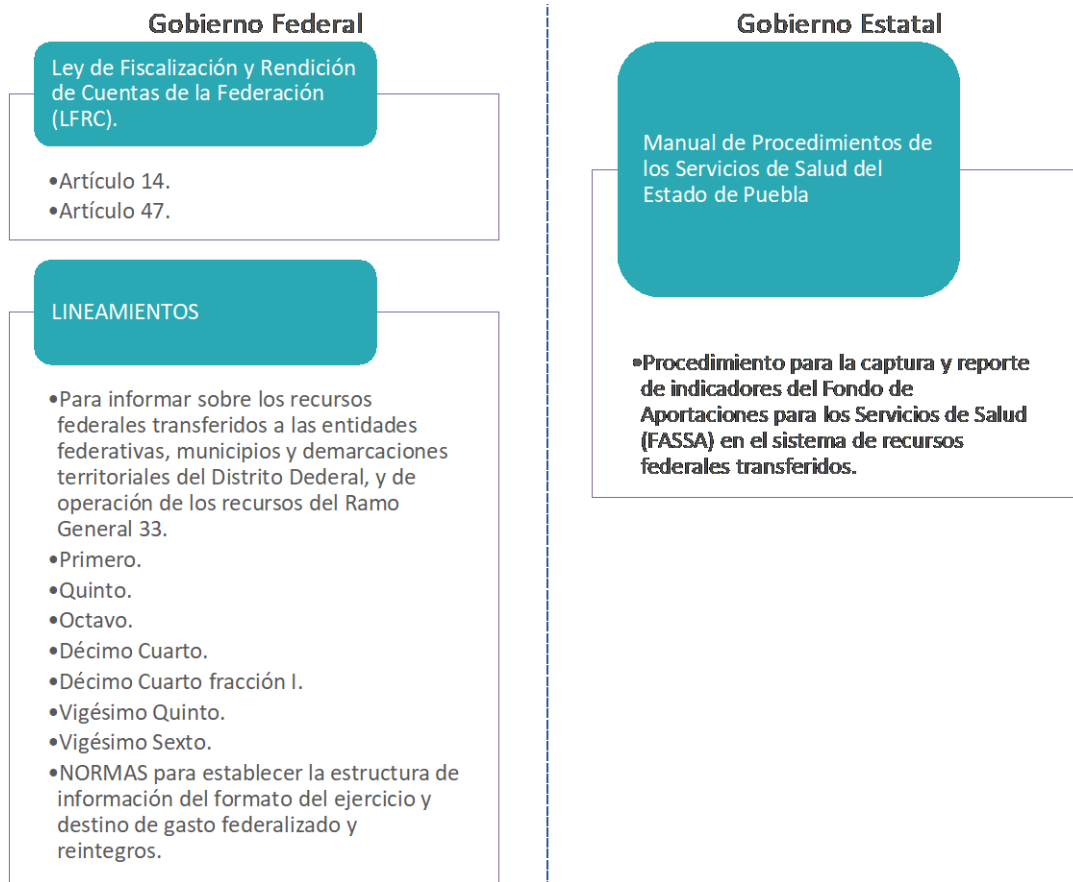 Gobierno Federal
Ley de Fiscalización y Rendición
de Cuentas de la Federación
(LFRC).
•Artículo 14.
•Artículo 47.
LINEAMIENTOS
•Para informar sobre los recursos
federales transferidos a las entidades
federativas, municipios y demarcaciones
territoriales del Distrito Dederal, y de
operación de los recursos del Ramo
General 33.
•Primero.
•Quinto.
•Octavo.
•Décimo Cuarto.
•Décimo Cuarto fracción I.
•Vigésimo Quinto.
•Vigésimo Sexto.
•NORMAS para establecer la estructura de
información del formato del ejercicio y
destino de gasto federalizado y
reintegros.
Gobierno Estatal
Manual de Procedimientos de
los Servicios de Salud del
Estado de Puebla
•Procedimiento para la captura y reporte
de indicadores del Fondo de
Aportaciones para los Servicios de Salud
(FASSA) en el sistema de recursos
federales transferidos.